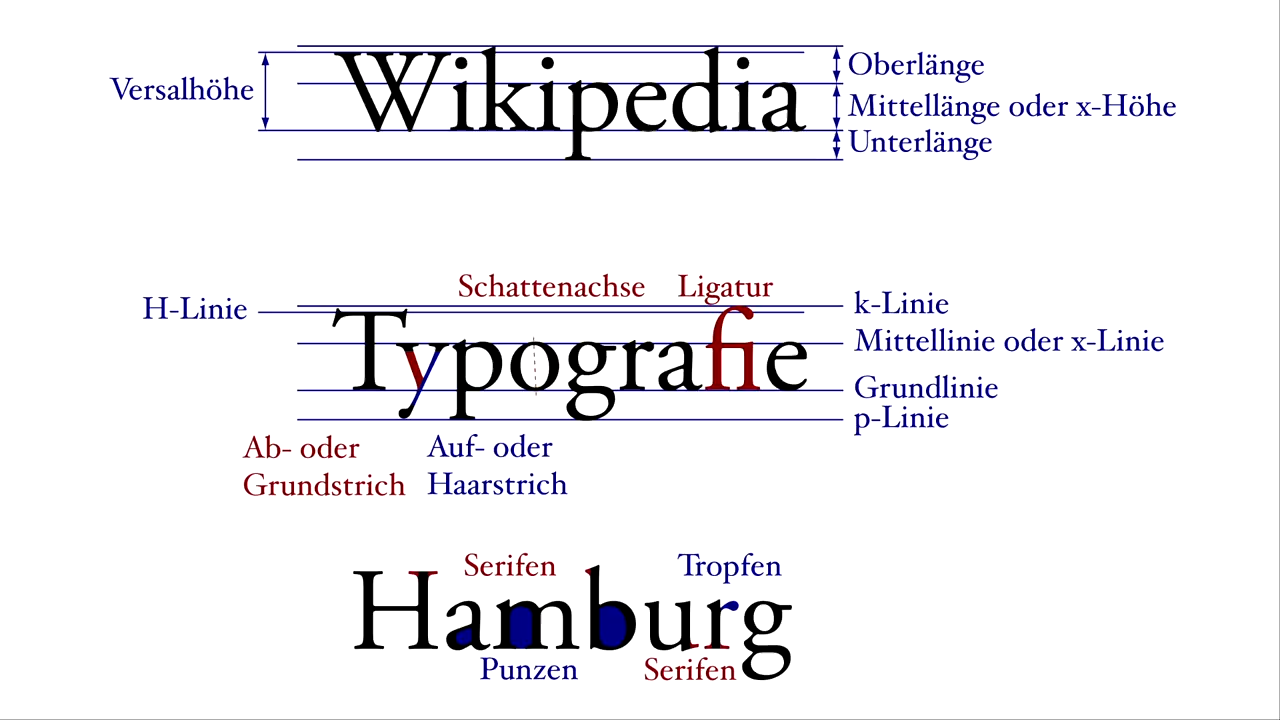 Versalhöhe
Wikipedia
Oberlänge
Mittellänge oder x-Höhe
Unterlänge
Schattenachse
Ligatur
H-Linie
Typografie
k-Linie
Mittellinie oder x-Linie
Grundlinie
p-Linie
Ab- oder
Grundstrich
Auf- oder
Haarstrich
Serifen
Tropfen
Hamburg
Punzen
Serifen